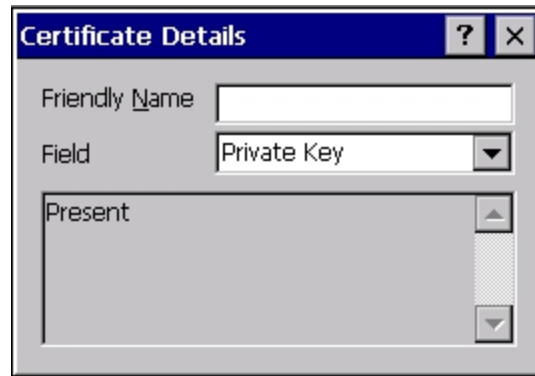 Certificate Details ? ×
Friendly Name
Field Private Key
Present